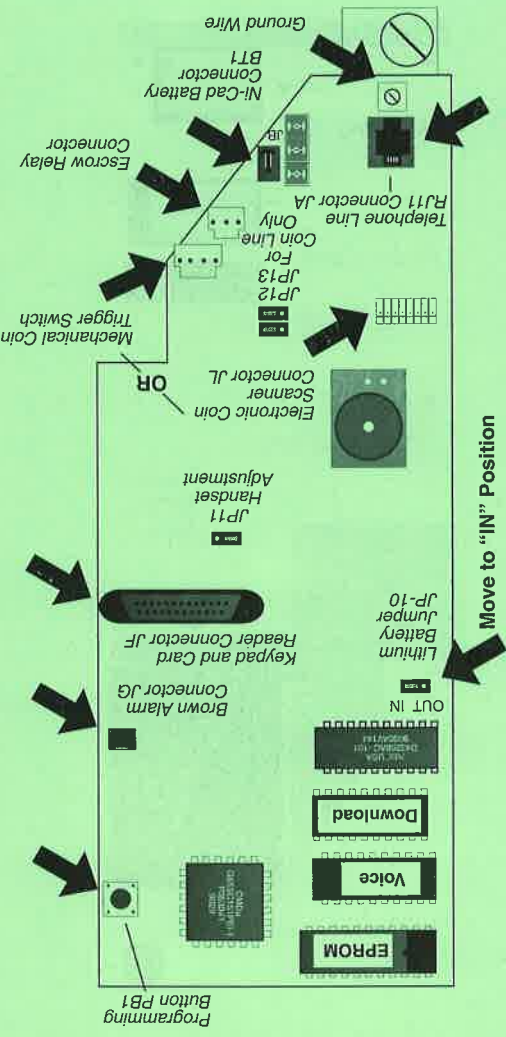 Programming
Button PB1
EPROM
Voice
Download
Brown Alarm
Connector JG
OUT IN
Lithium
Battery
Jumper
JP-10
Move to “IN” Position
Keypad and Card
Reader Connector JF
JP11
Handset
Adjustment
Electronic Coin
Scanner
Connector JL
OR
Mechanical Coin
Trigger Switch
JP12
JP13
For
Coin Line
Only
Telephone Line
RJ11 Connector JA
Escrow Relay
Connector
JB
Ni-Cad Battery
Connector
BT1
Ground Wire